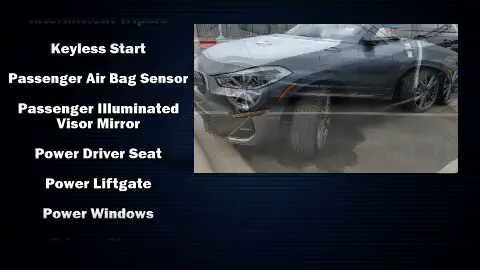 Keyless Start
Passenger Air Bag Sensor
Passenger Illuminated
Visor Mirror
Power Driver Seat
Power Liftgate
Power Windows